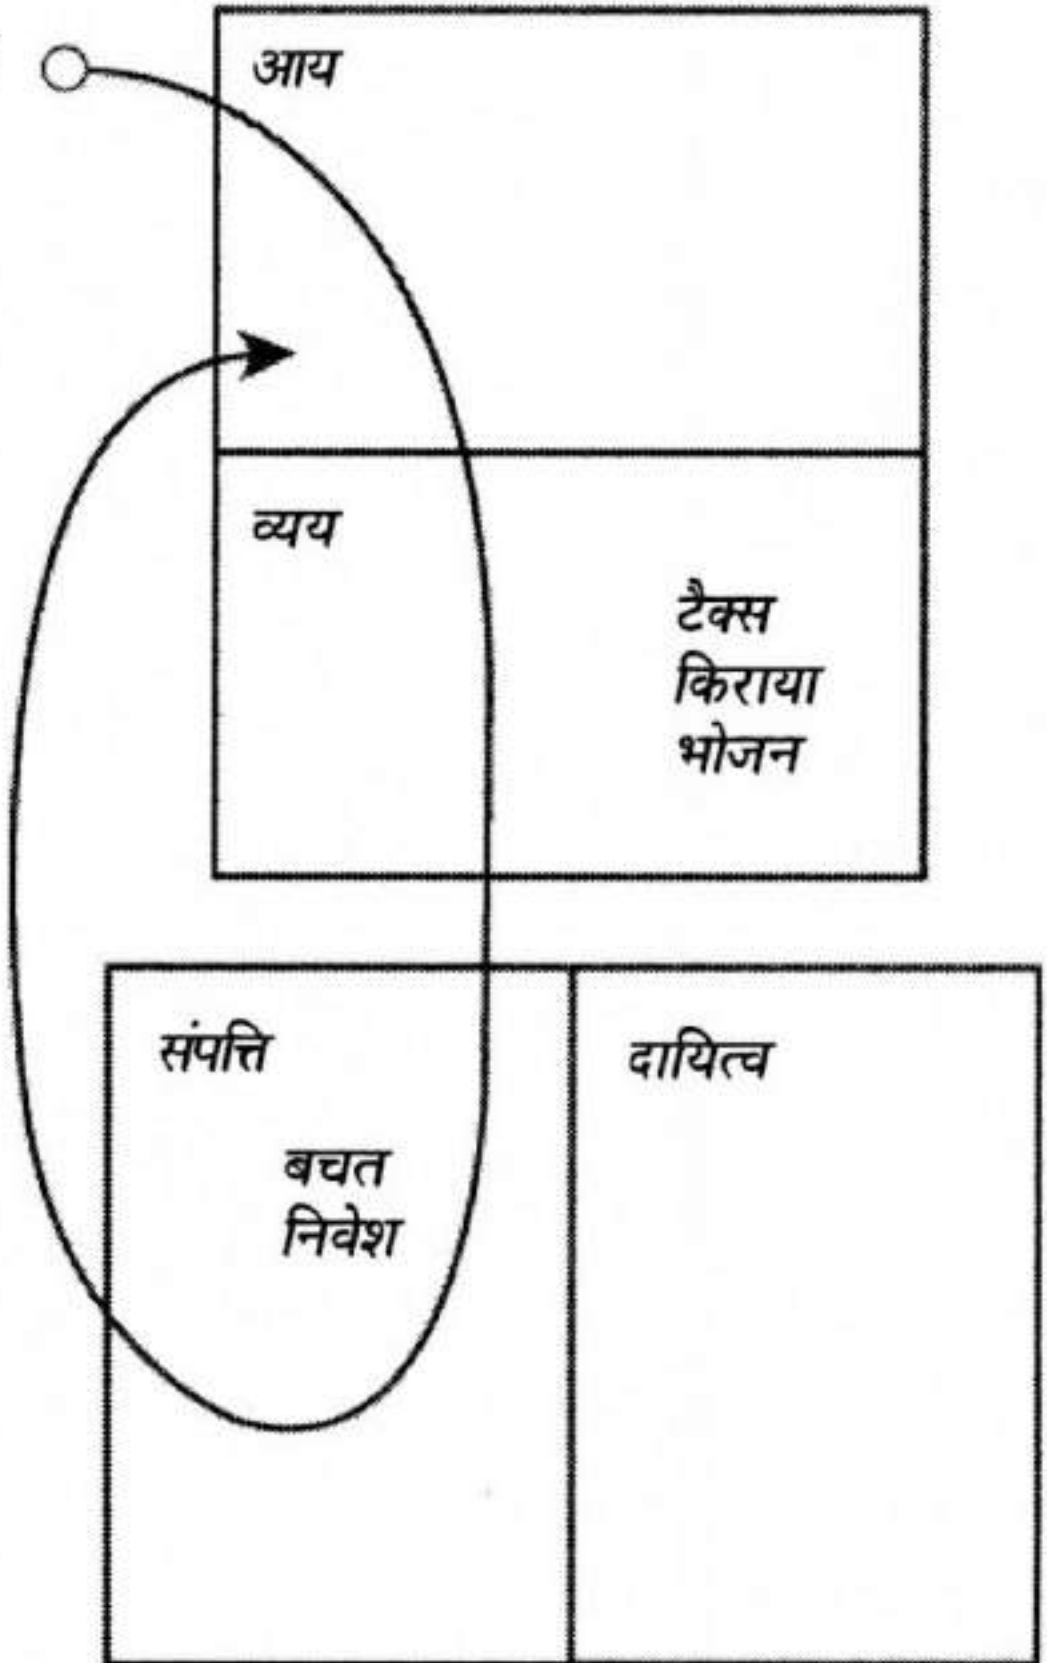 आय
व्यय
टैक्स
किराया
भोजन
संपत्ति
बचत
निवेश
दायित्व